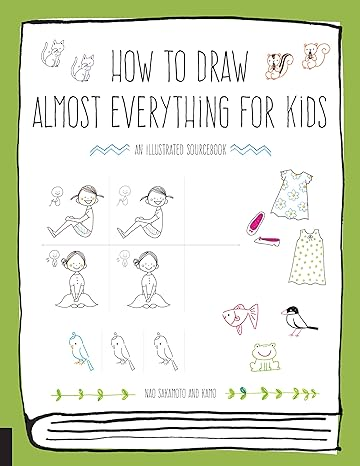 HOW TO DRAW
ALMOST EVERYTHING FOR KIDS
AN ILLUSTRATED SOURCEBOOK
NAO SAKAMOTO AND KAMO